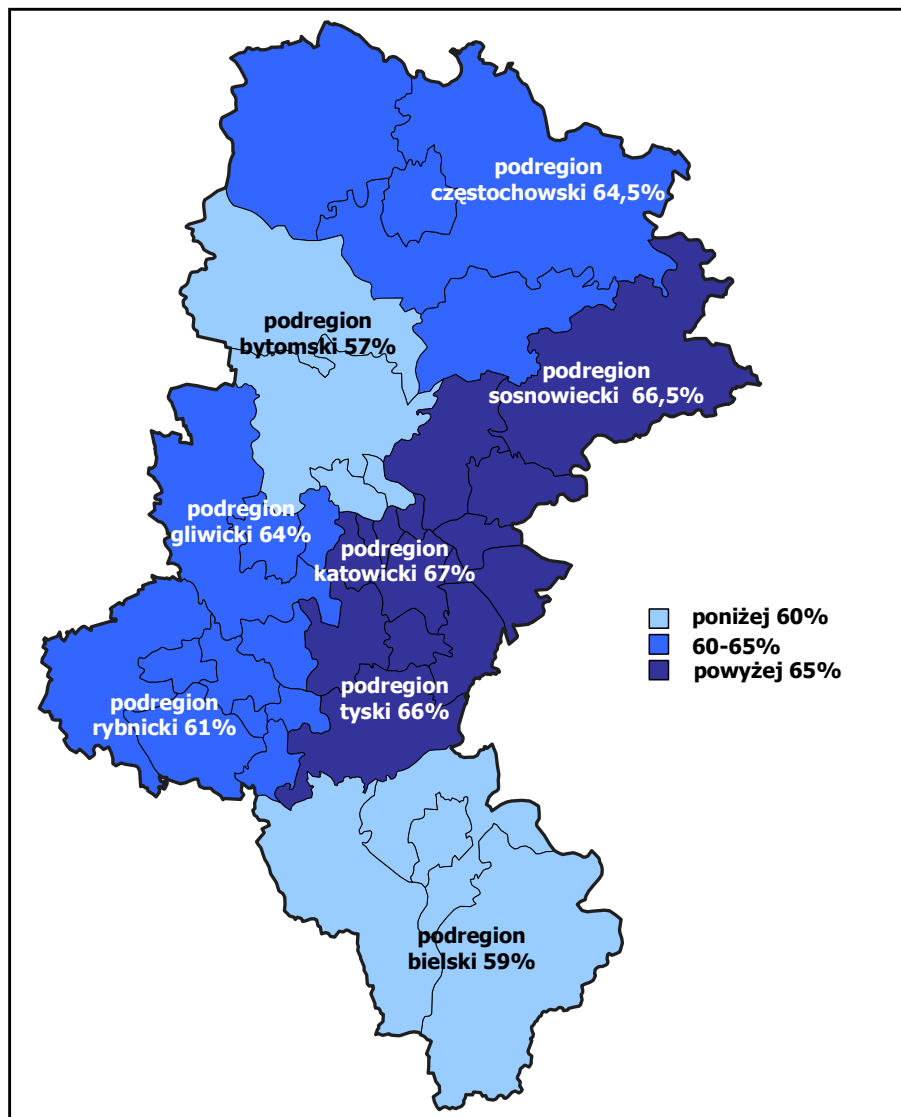 podregion
częstochowski 64,5%
podregion
bytomski 57%
podregion
sosnowiecki  66,5%
podregion
gliwicki 64%
podregion
katowicki 67%
poniżej 60%
60-65%
powyżej 65%
podregion
rybnicki 61%
podregion
tyski 66%
podregion
bielski 59%